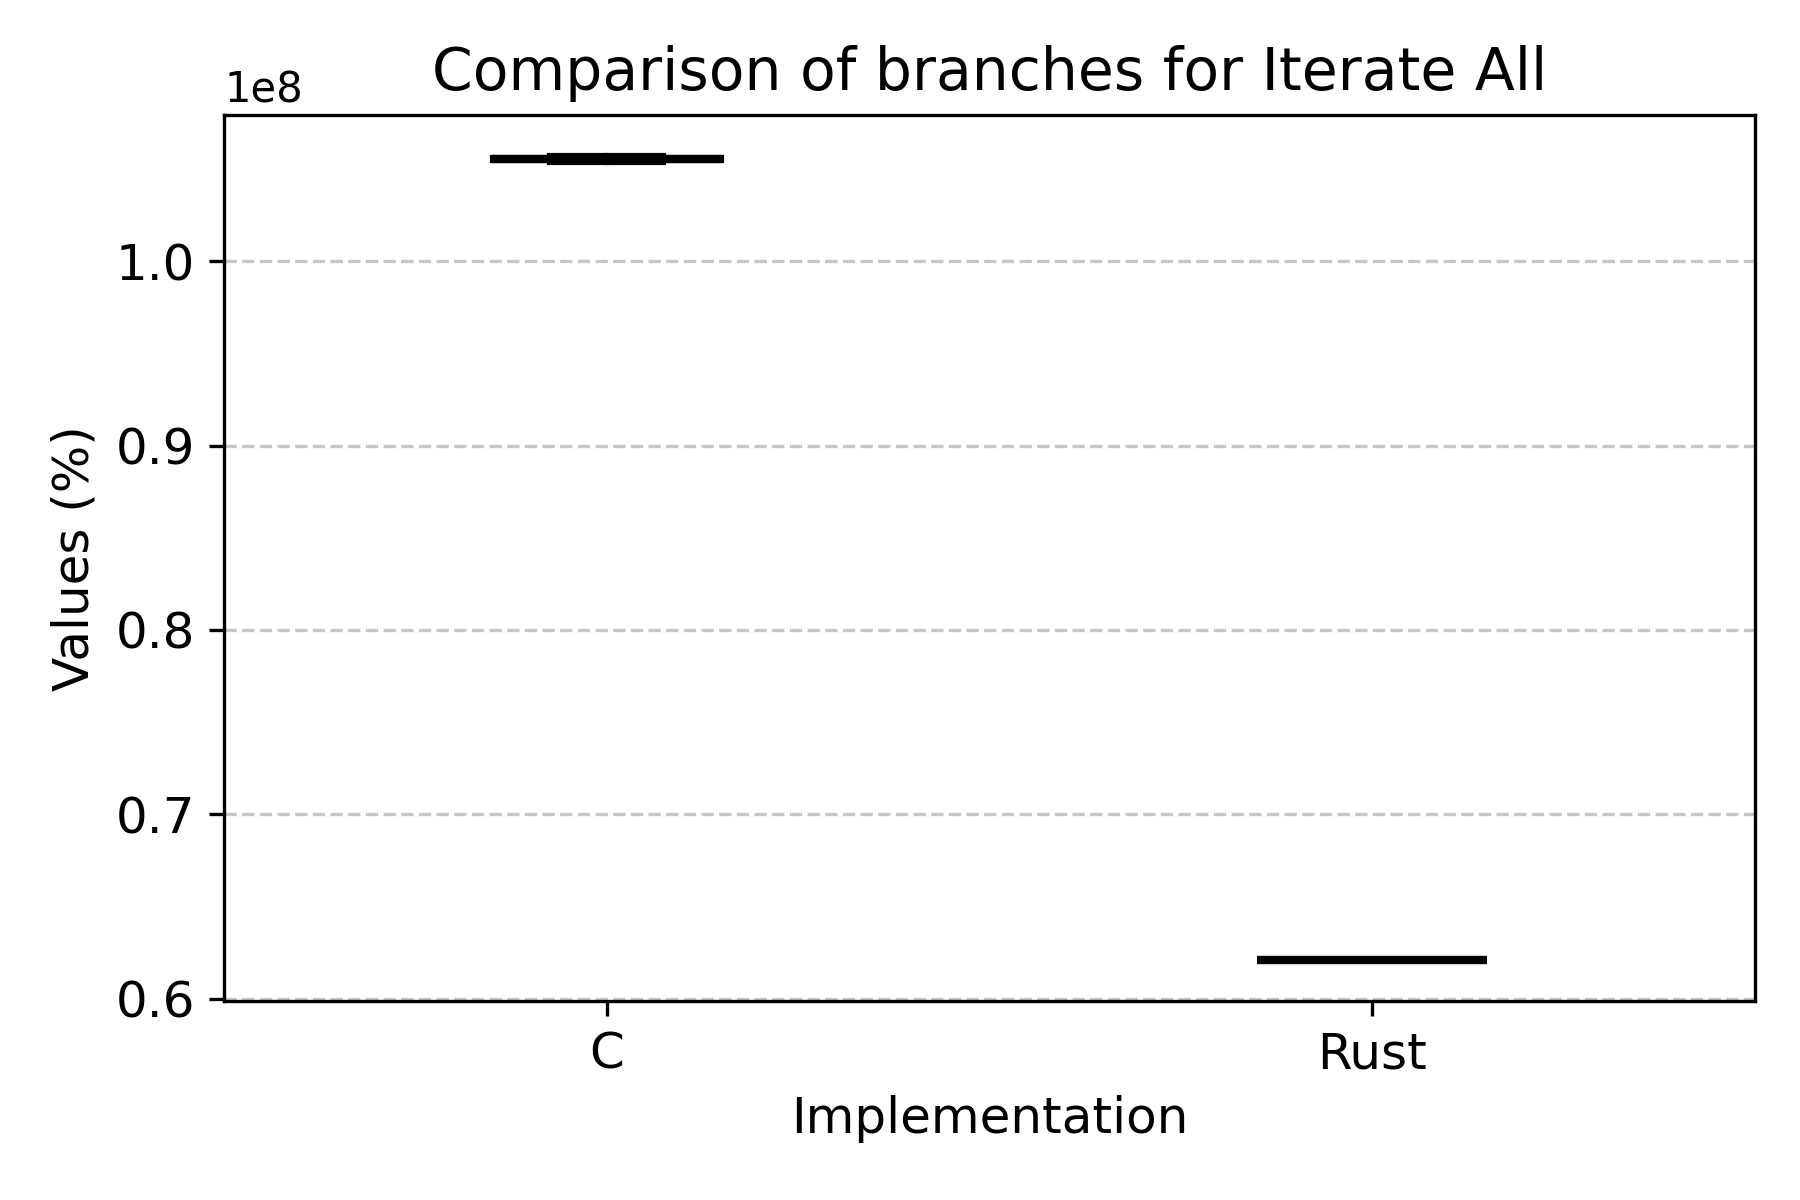 Comparison of branches for Iterate All
1e8
1.0
0.9
0.8
0.7
0.6
Values (%)
C
Rust
Implementation